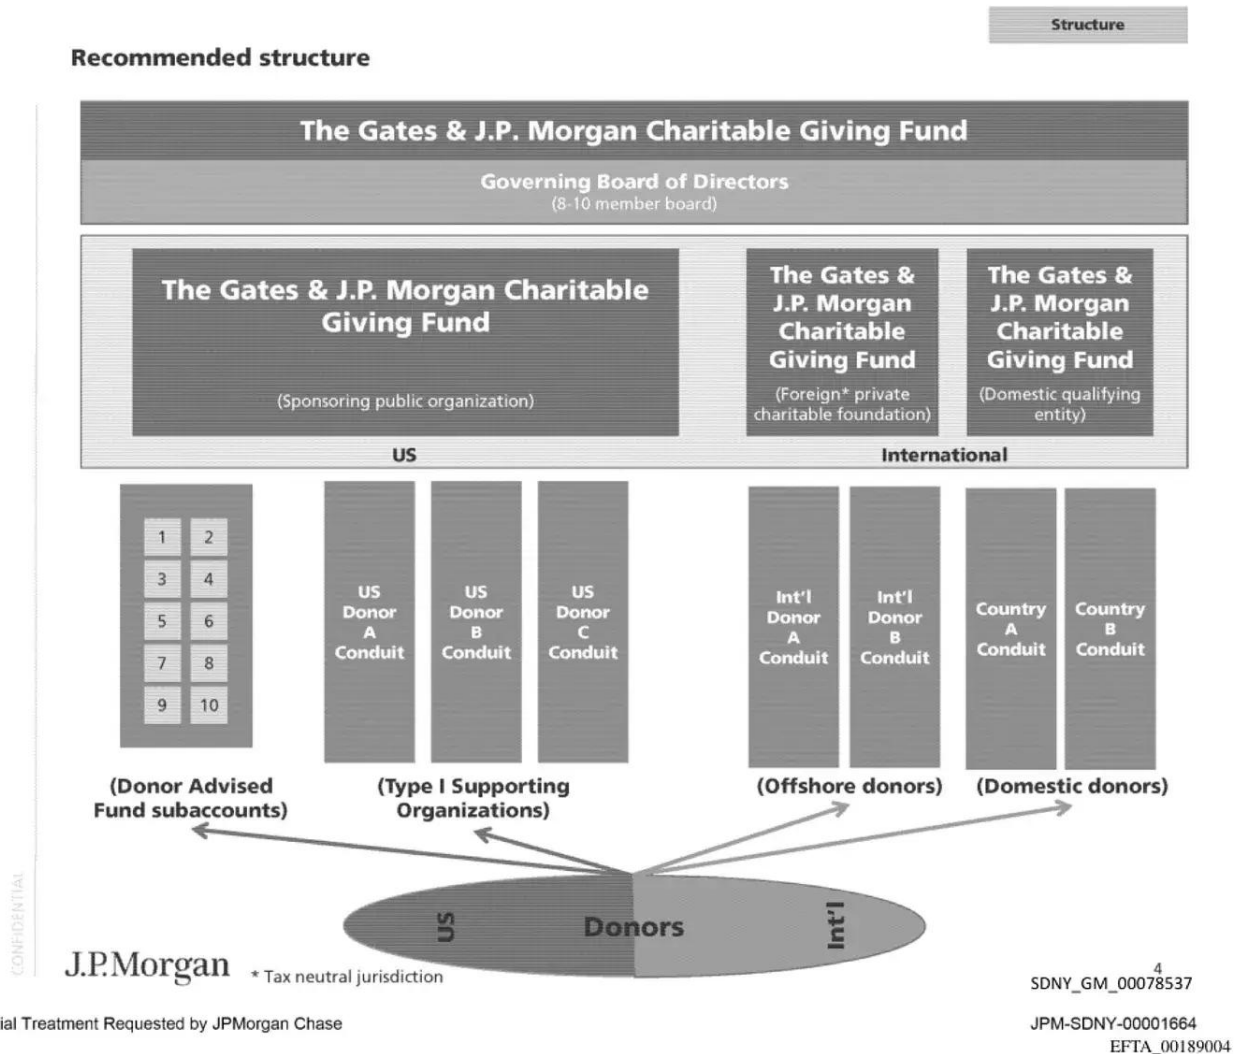 Structure
Recommended structure
The Gates & J.P. Morgan Charitable Giving Fund
Governing Board of Directors
(8-10 member board)
The Gates & J.P. Morgan Charitable
Giving Fund
(Sponsoring public organization)
The Gates &
J.P. Morgan
Charitable
Giving Fund
(Foreign* private
charitable foundation)
The Gates &
J.P. Morgan
Charitable
Giving Fund
(Domestic qualifying
entity)
US
International
1 2
3 4
5 6
7 8
9 10
US
Donor
A
Conduit
US
Donor
B
Conduit
US
Donor
C
Conduit
Int'l
Donor
A
Conduit
Int'l
Donor
B
Conduit
Country
A
Conduit
Country
B
Conduit
(Donor Advised
Fund subaccounts)
(Type I Supporting
Organizations)
(Offshore donors)
(Domestic donors)
US
Donors
Int'l
CONFIDENTIAL
J.P.Morgan
* Tax neutral jurisdiction
4
SDNY_GM_00078537
ial Treatment Requested by JPMorgan Chase
JPM-SDNY-00001664
EFTA_00189004